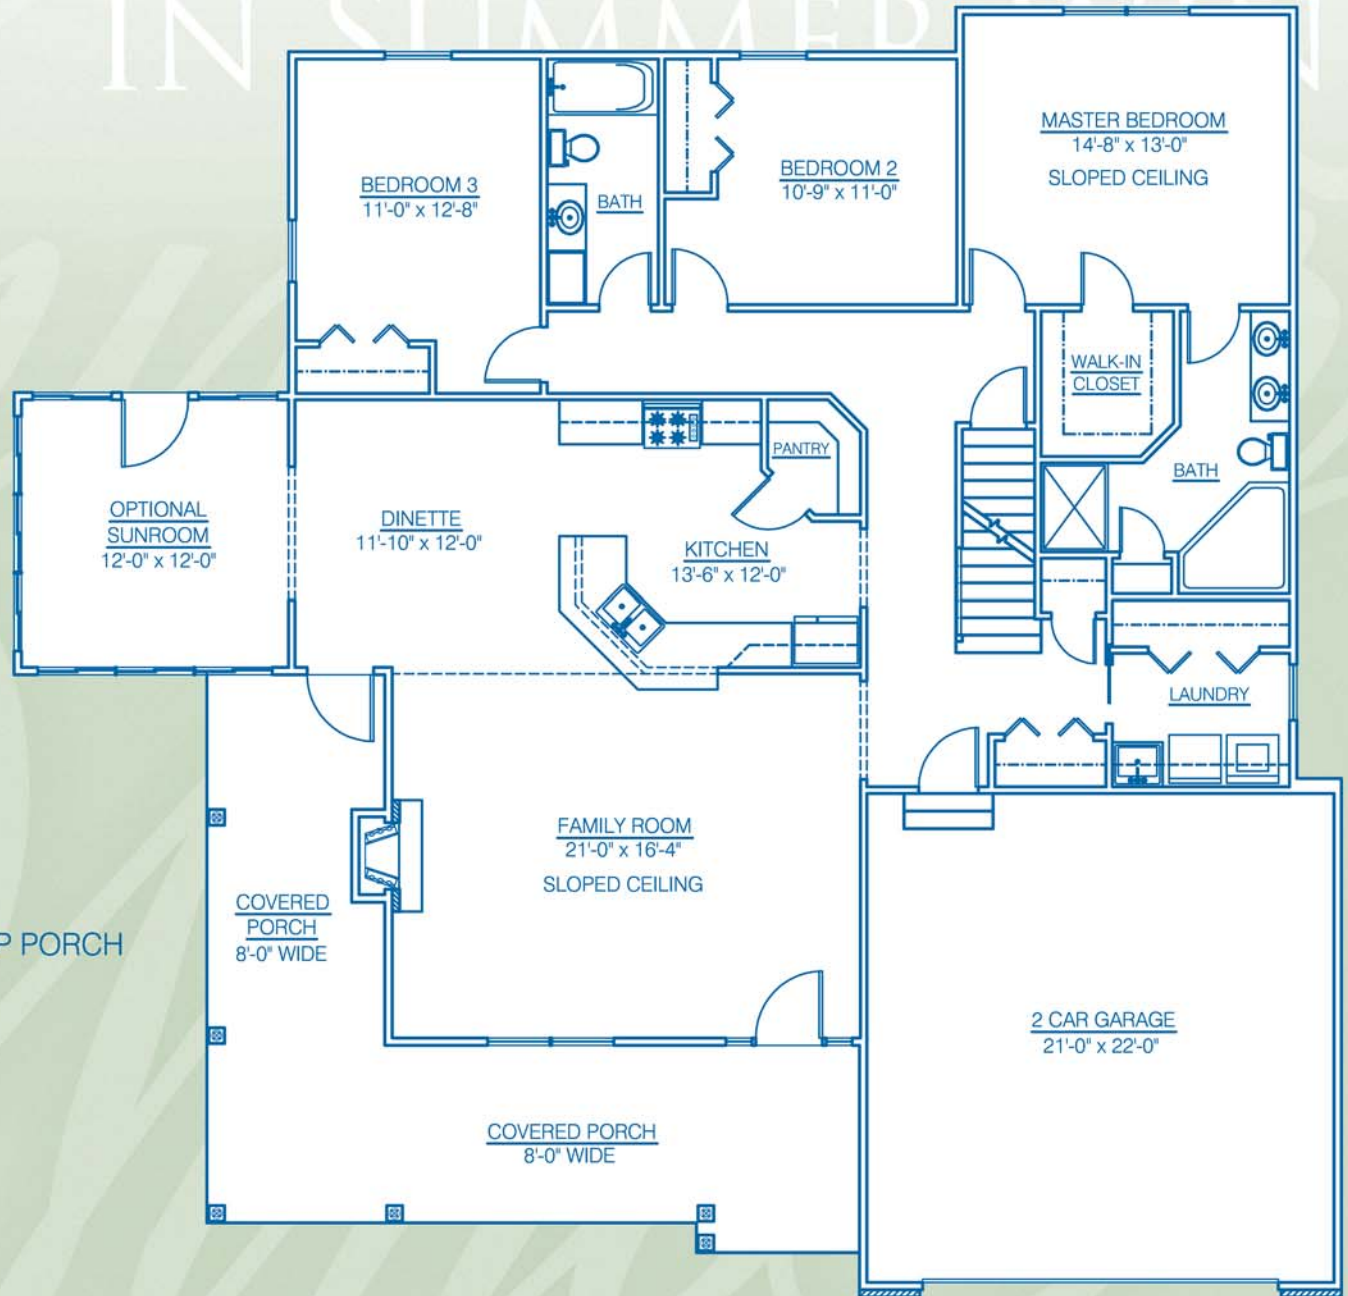 IN SUMMER
MASTER BEDROOM
14'-8" x 13'-0"
SLOPED CEILING
BEDROOM 3
11'-0" x 12'-8"
BATH
BEDROOM 2
10'-9" x 11'-0"
WALK-IN
CLOSET
PANTRY
BATH
OPTIONAL
SUNROOM
12'-0" x 12'-0"
DINETTE
11'-10" x 12'-0"
KITCHEN
13'-6" x 12'-0"
LAUNDRY
FAMILY ROOM
21'-0" x 16'-4"
SLOPED CEILING
COVERED
PORCH
8'-0" WIDE
P PORCH
2 CAR GARAGE
21'-0" x 22'-0"
COVERED PORCH
8'-0" WIDE